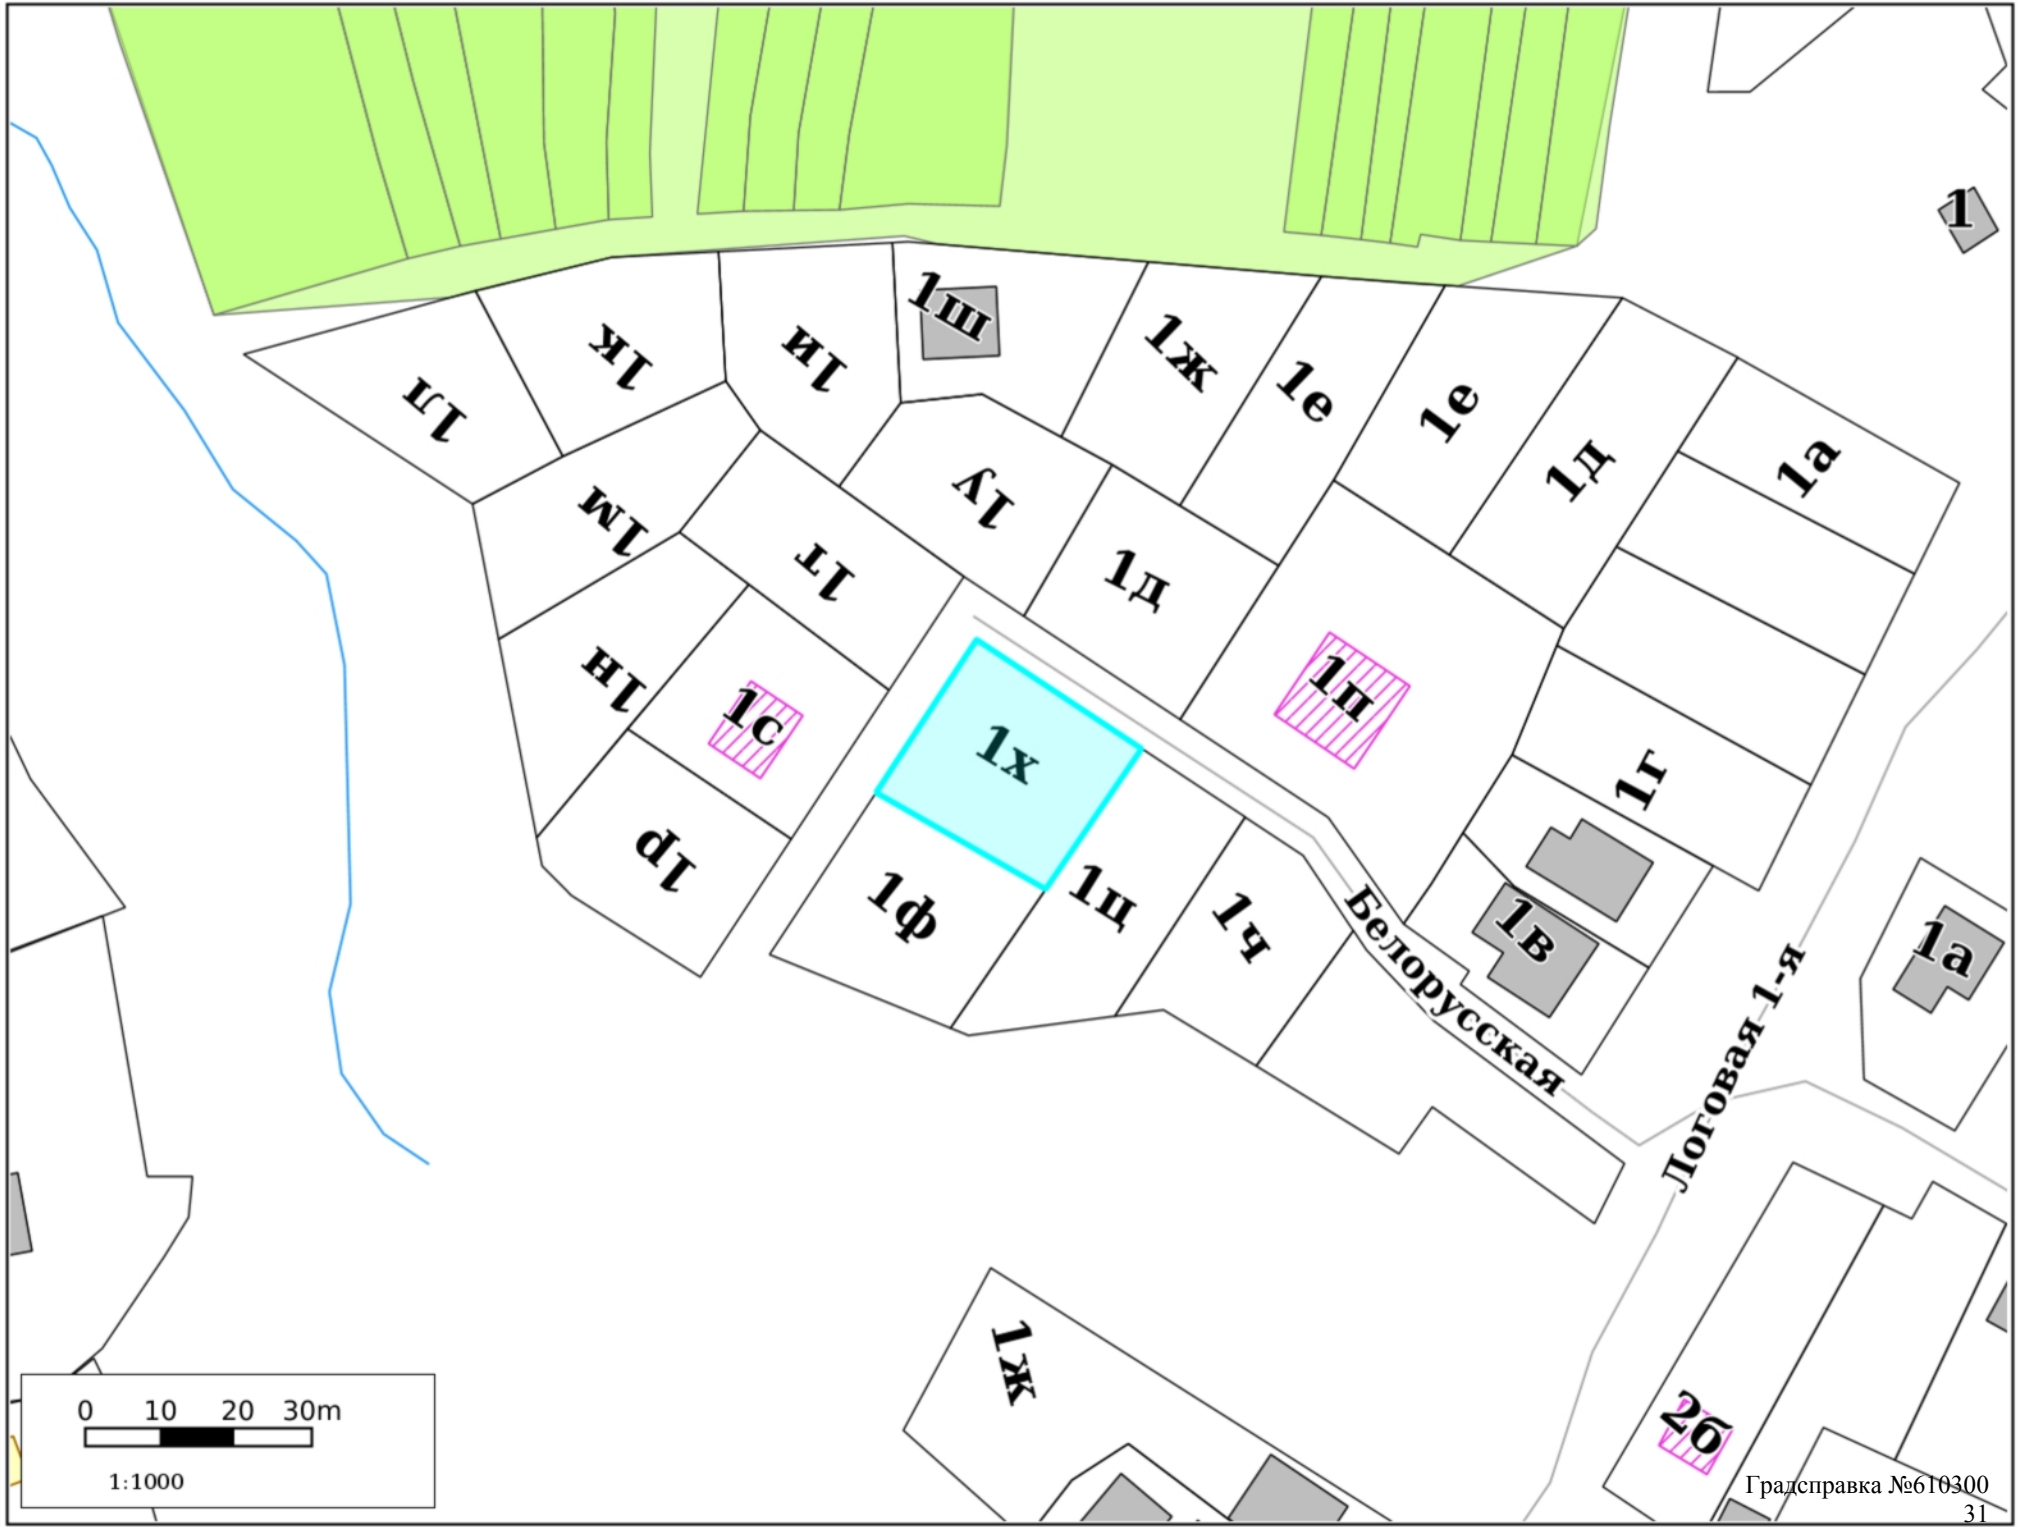 1
1ш
1к
1и
1ж
1е
1е
1л
1д
1а
1у
1м
1т
1д
1н
1с
1х
1п
1г
1р
1ф
1ц
1ч
1в
1а
Белорусская
Логовая 1-я
1ж
2б
0 10 20 30m
1:1000
Градсправка №610300
31